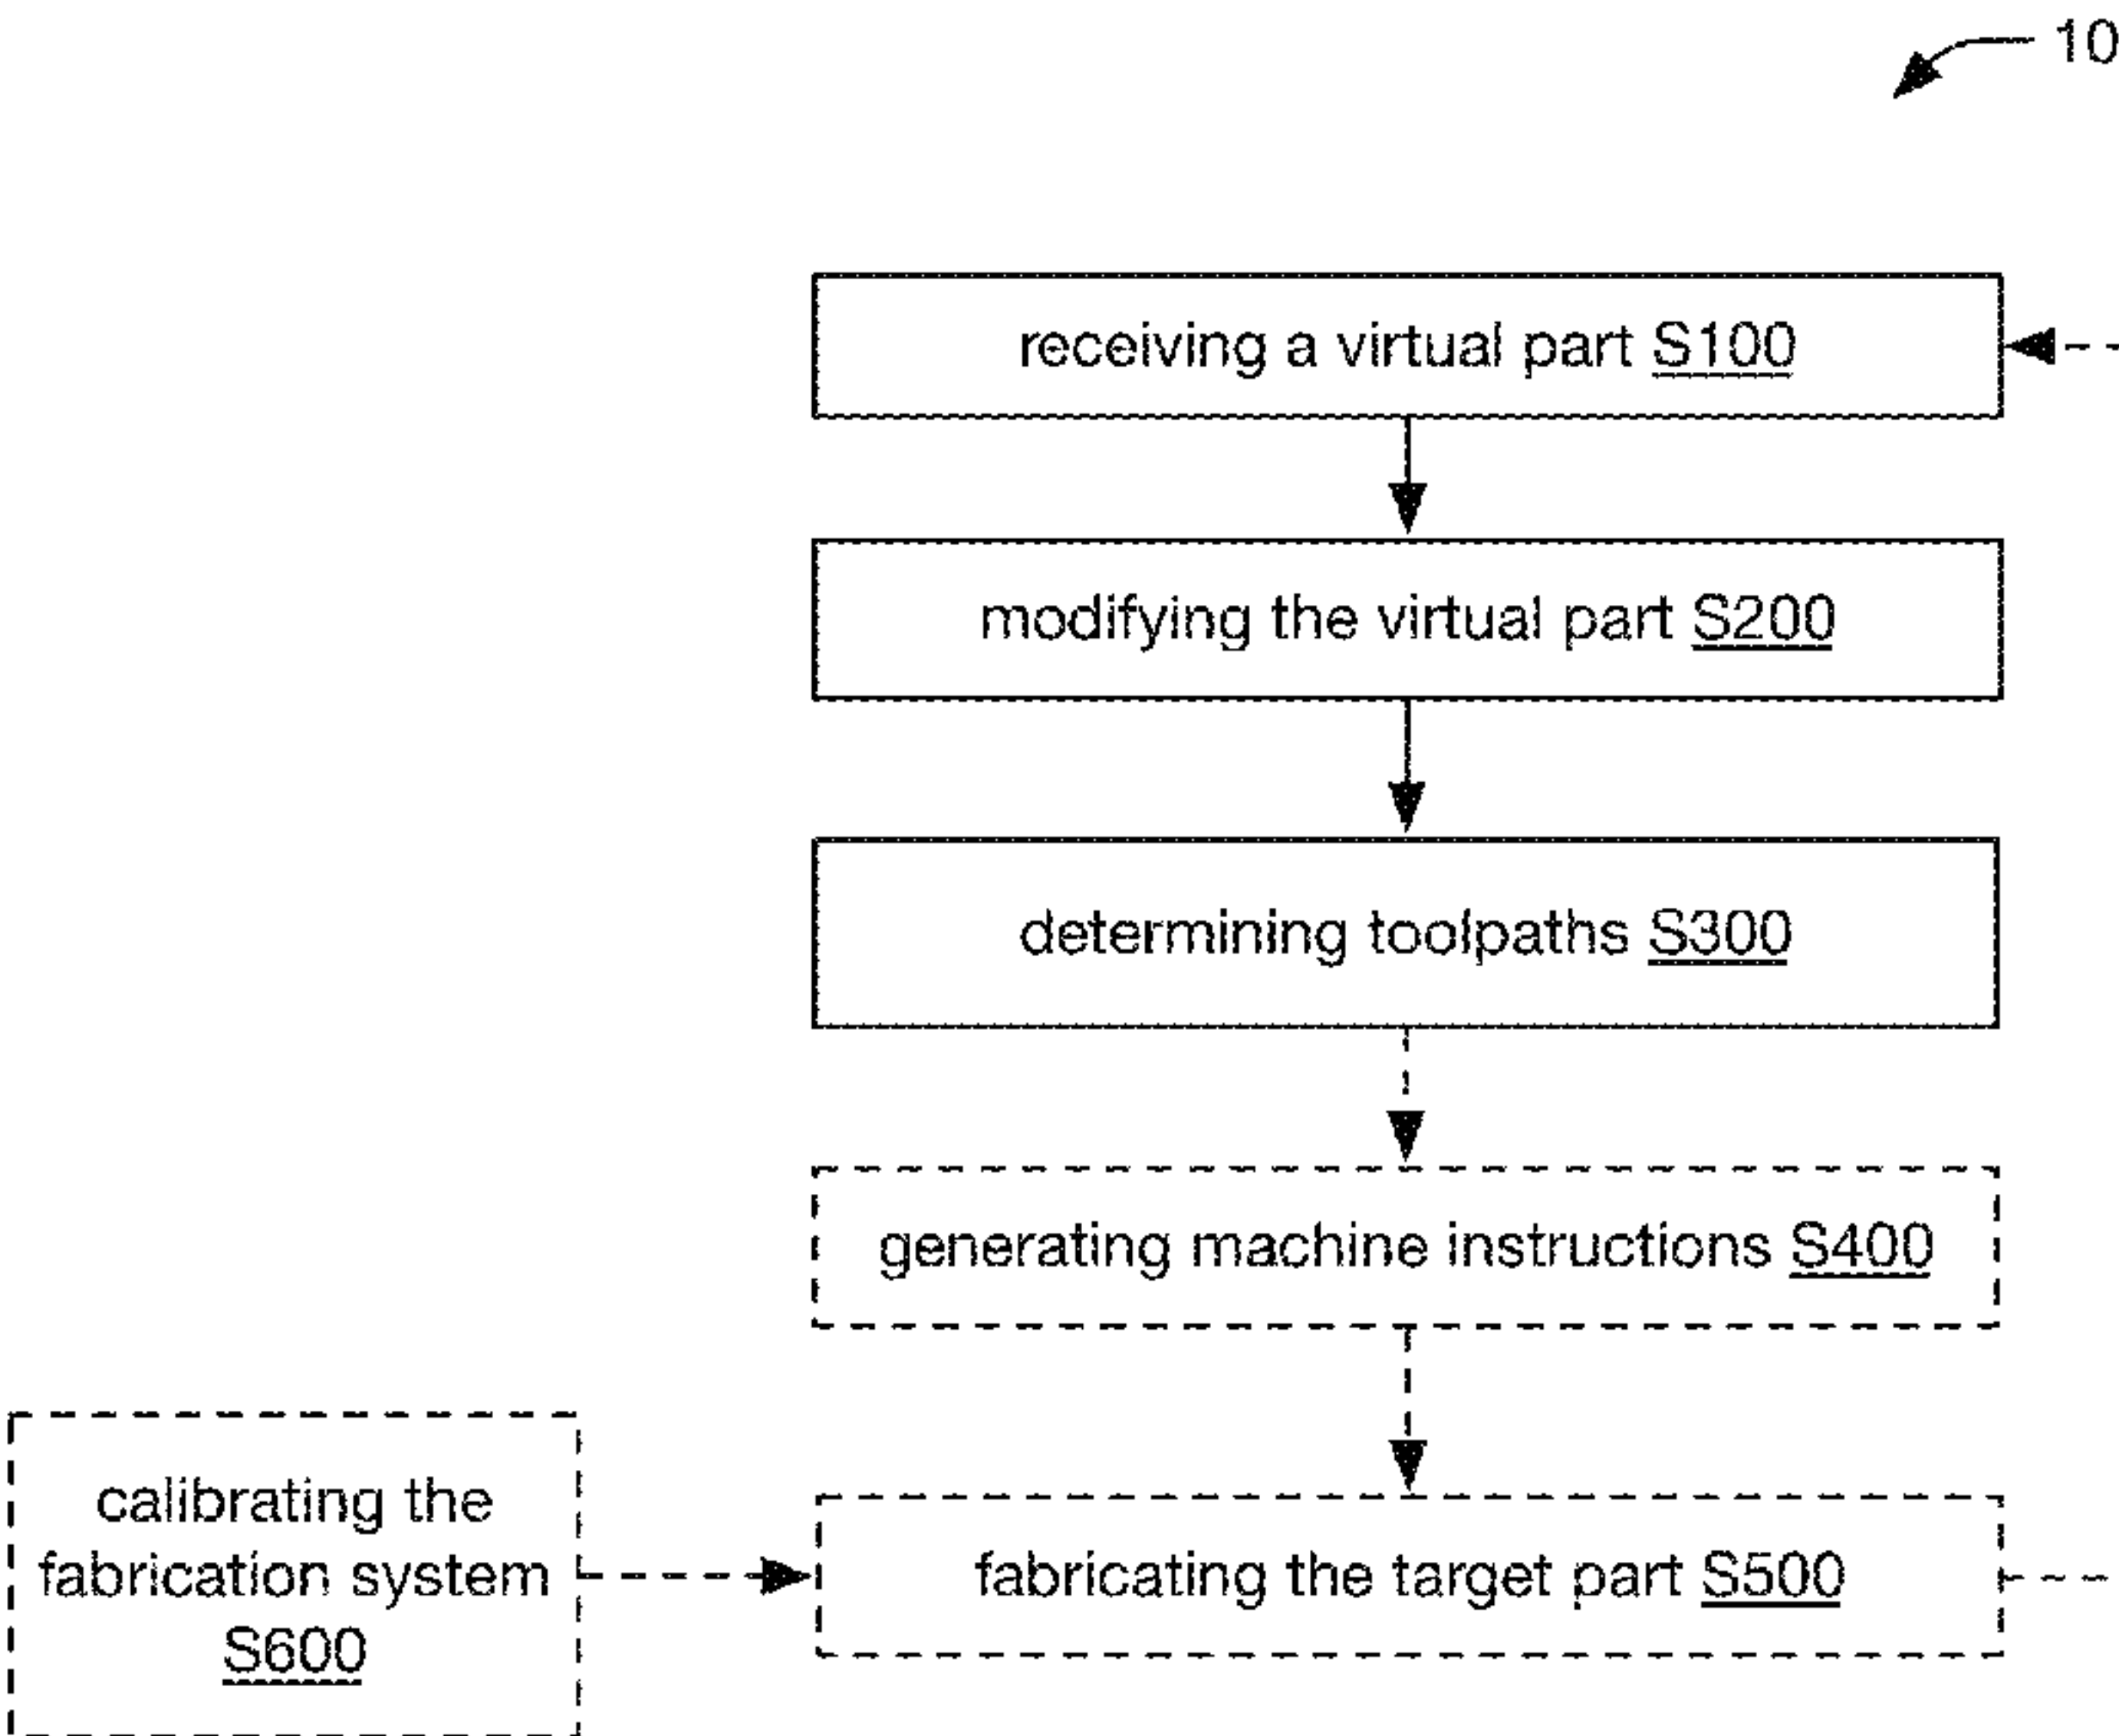 10
receiving a virtual part S100
modifying the virtual part S200
determining toolpaths S300
generating machine instructions S400
calibrating the
fabrication system
S600
fabricating the target part S500